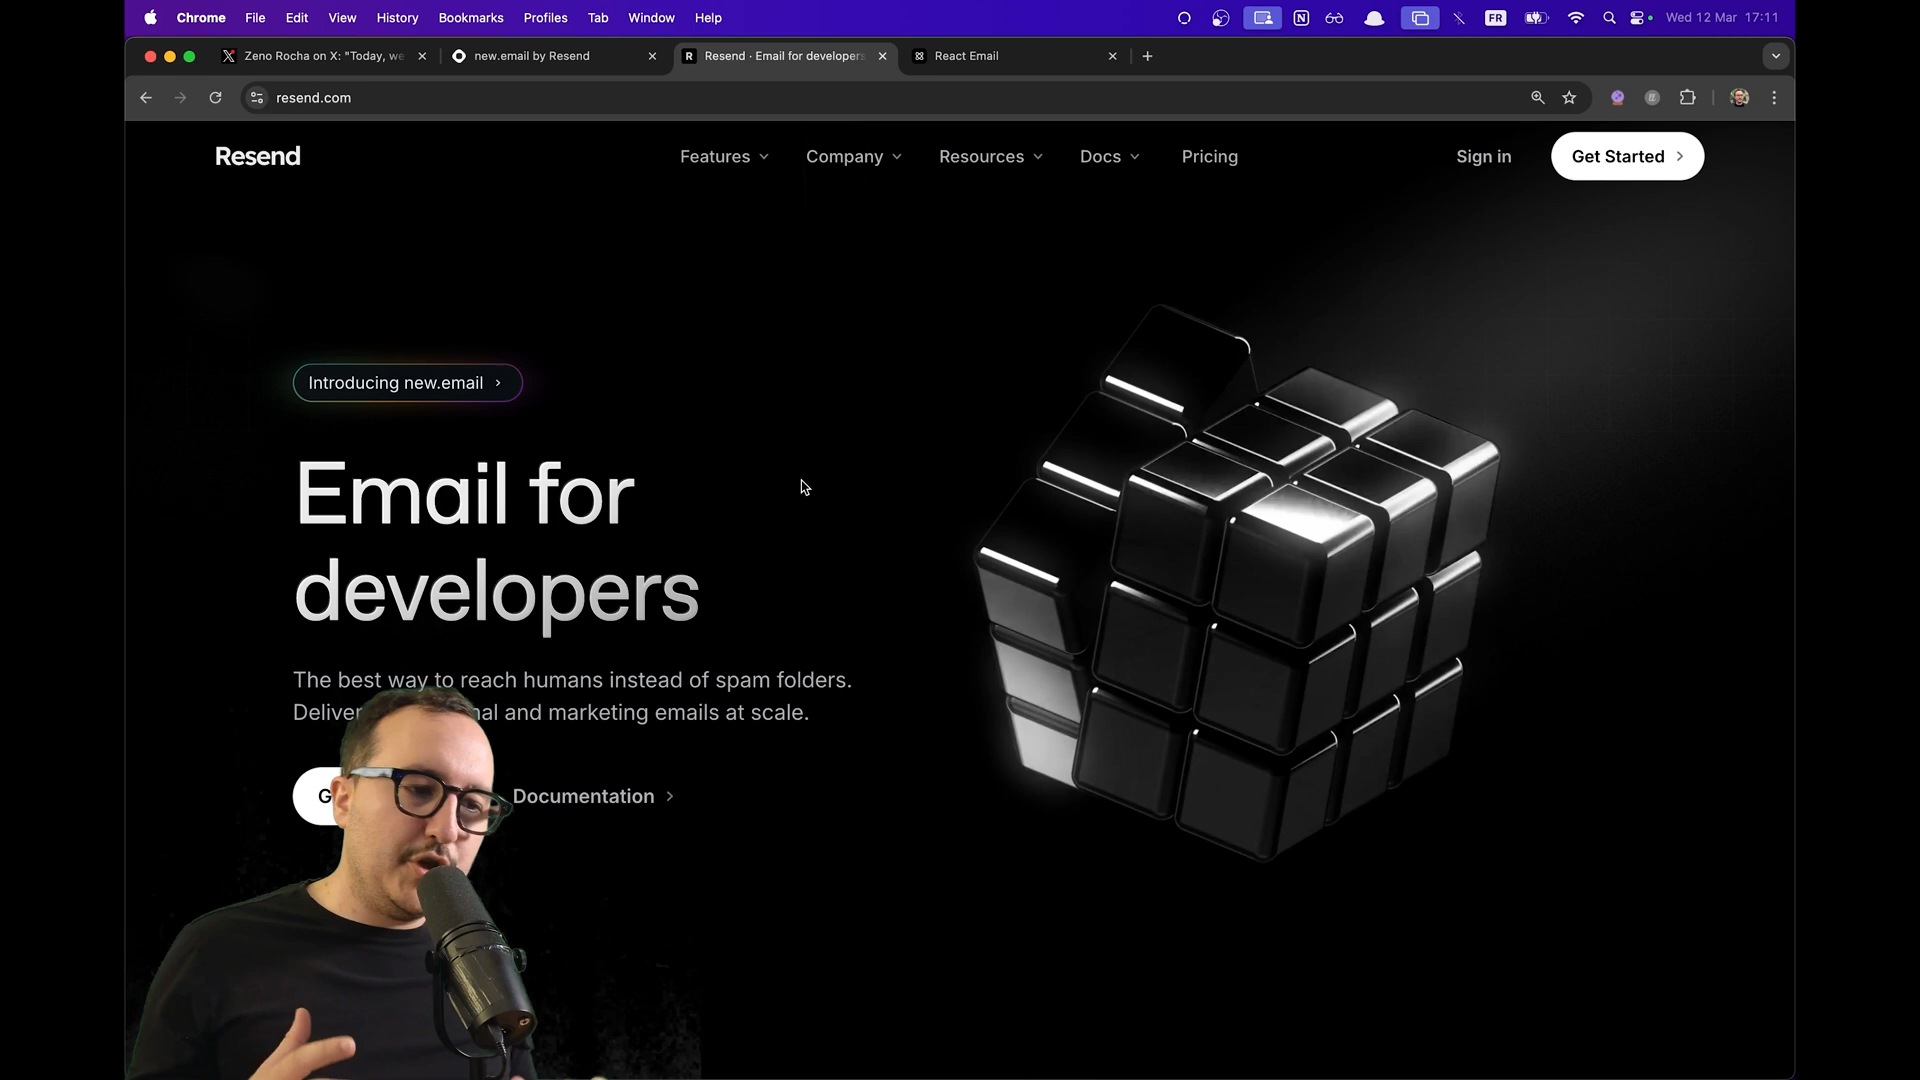 Chrome File Edit View History Bookmarks Profiles Tab Window Help FR Wed 12 Mar 17:11
Zeno Rocha on X: "Today, we
new.email by Resend
Resend · Email for developers
React Email
resend.com
Resend
Features
Company
Resources
Docs
Pricing
Sign in
Get Started
Introducing new.email
Email for
developers
The best way to reach humans instead of spam folders.
Deliver and marketing emails at scale.
Documentation